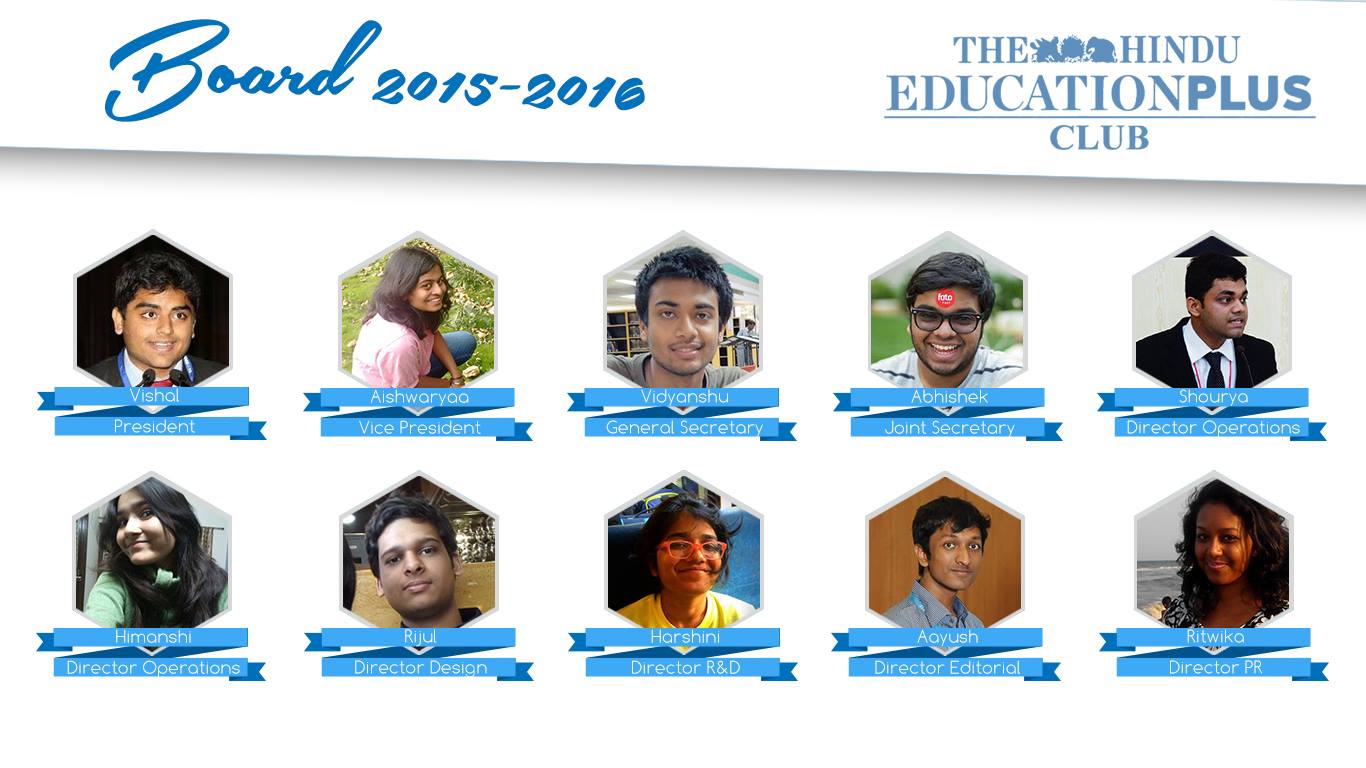 Board 2015-2016
THE HINDU
EDUCATIONPLUS
CLUB
Vishal
President
Aishwaryaa
Vice President
Vidyanshu
General Secretary
Abhishek
Joint Secretary
Shourya
Director Operations
foto
Himanshi
Director Operations
Rijul
Director Design
Harshini
Director R&D
Aayush
Director Editorial
Ritwika
Director PR